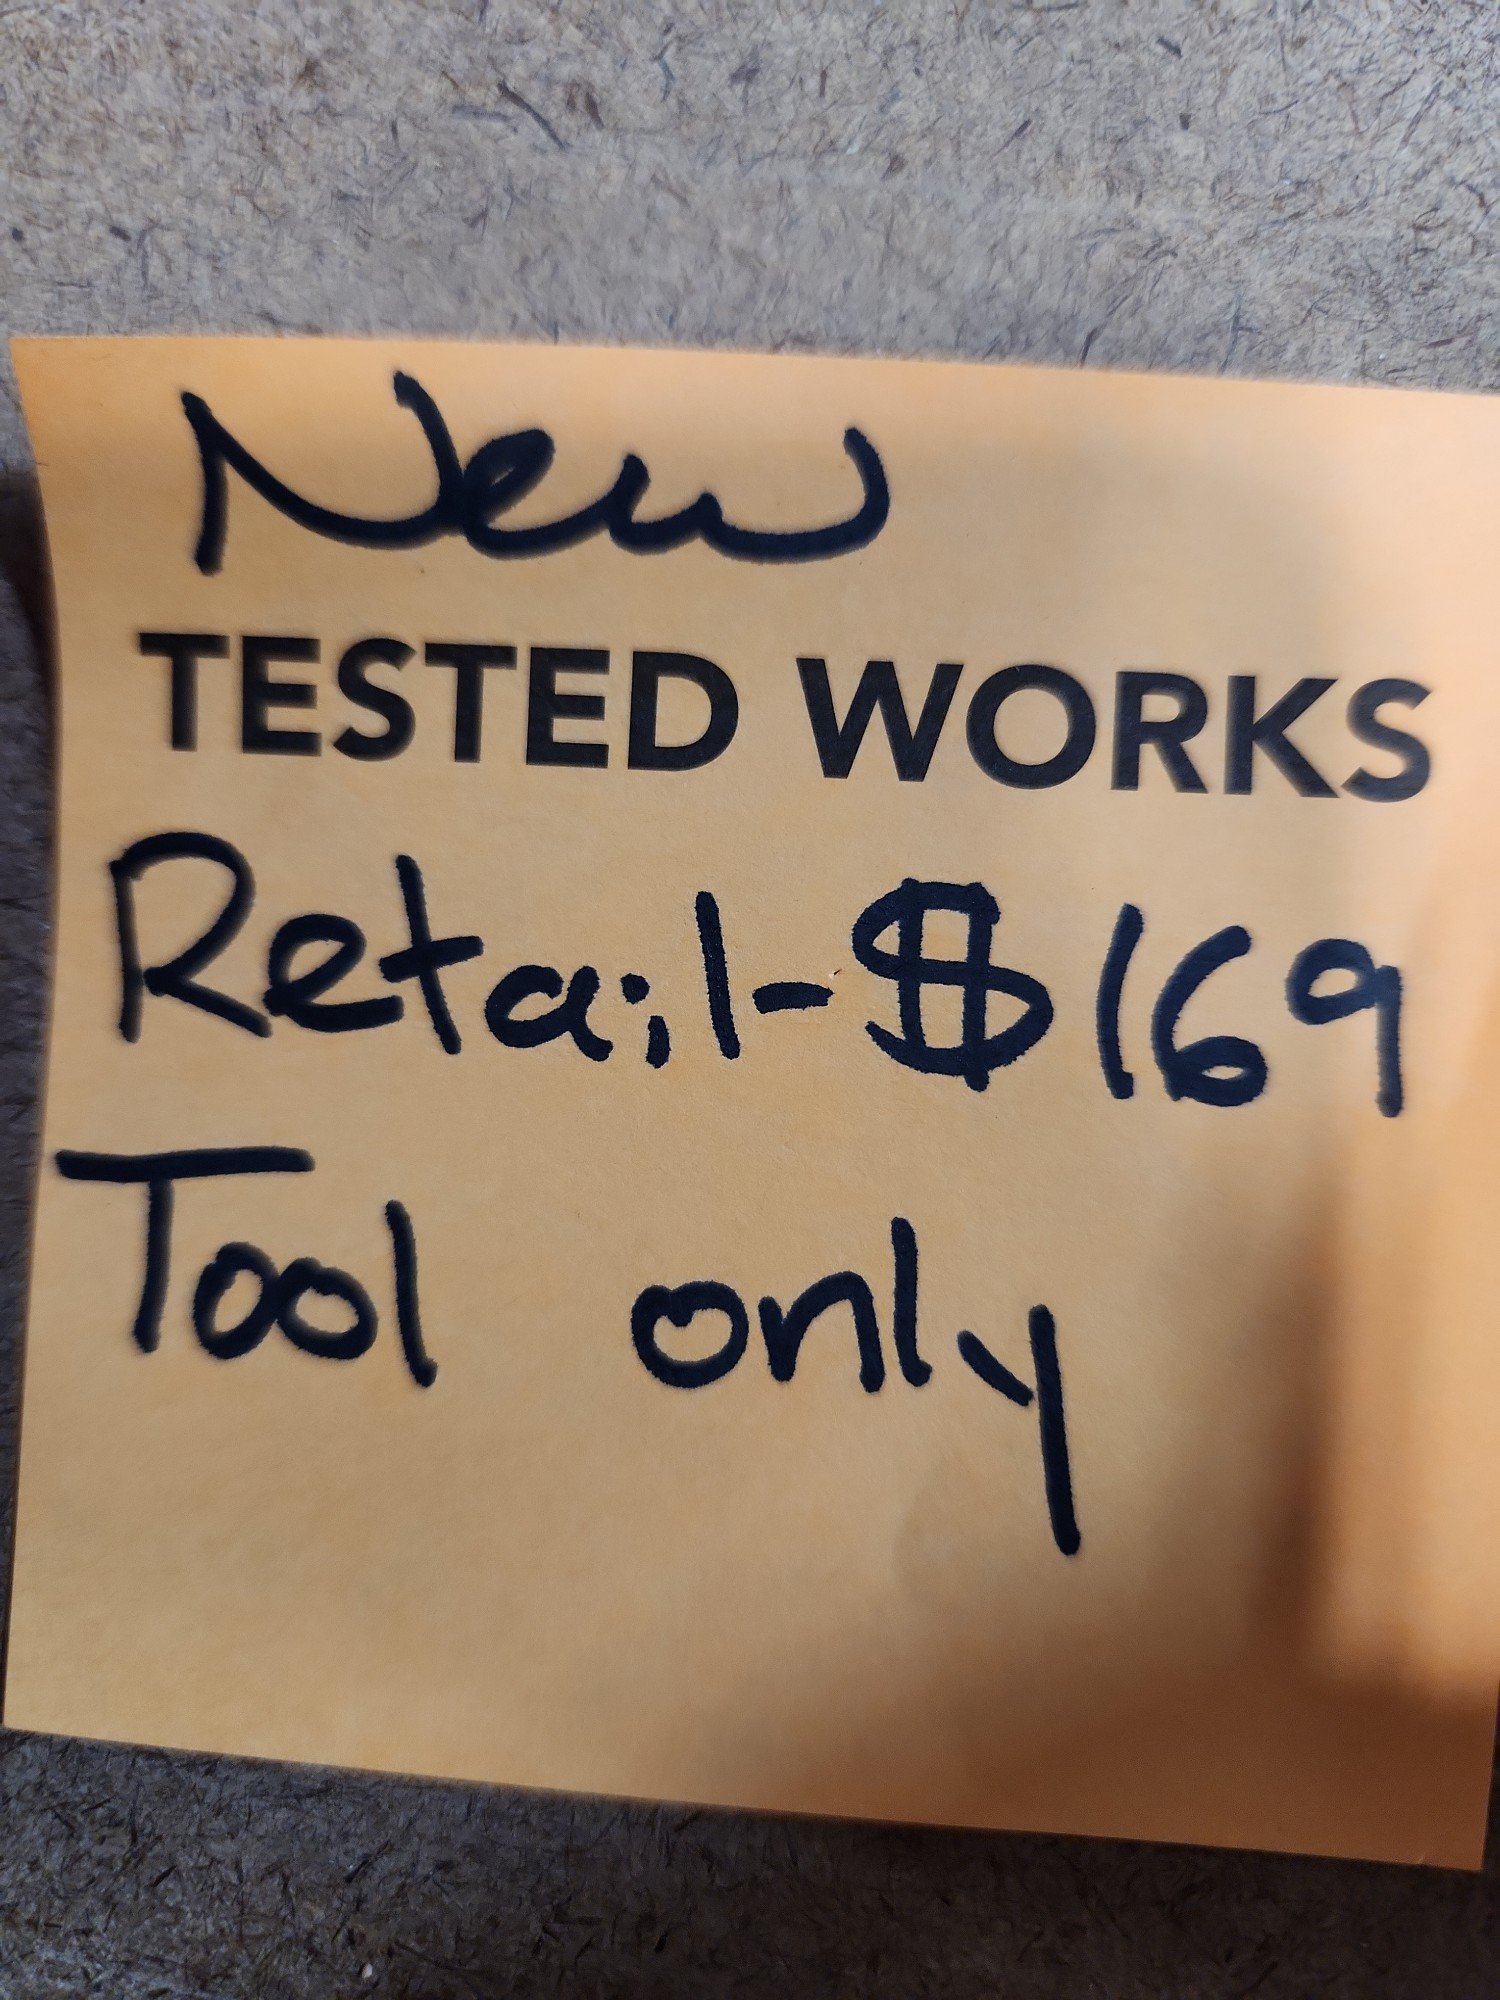 New
TESTED WORKS
Retail-$169
Tool only